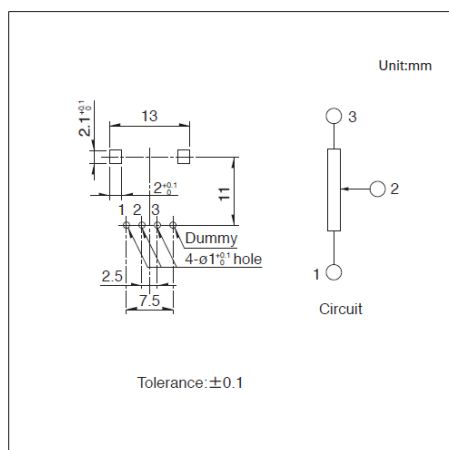 Unit:mm
13
3
2.1+0.1 0
2+0.1 0
11
2
1 2 3
Dummy
4-ø1+0.1 0 hole
2.5
1
7.5
Circuit
Tolerance:±0.1